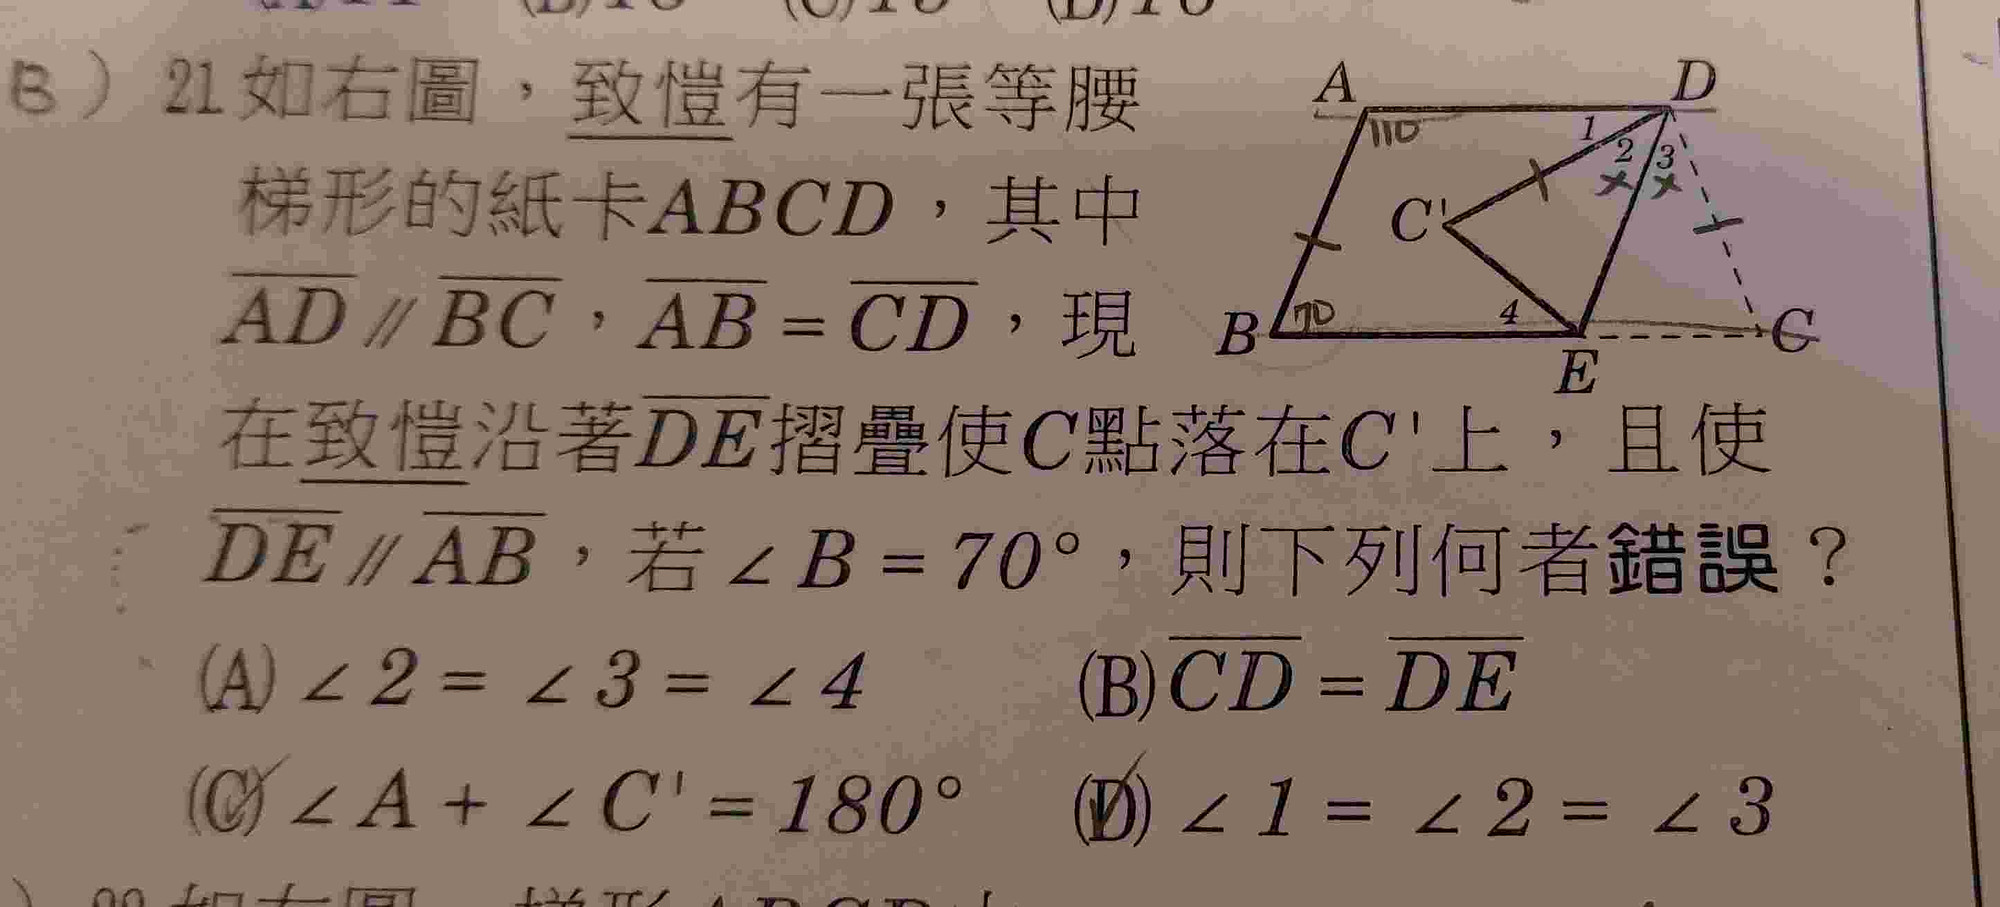 B ) 21 如右圖，致愷有一張等腰
梯形的紙卡ABCD，其中
AD // BC，AB = CD，現
在致愷沿著DE摺疊使C點落在C'上，且使
DE // AB，若∠B = 70°，則下列何者錯誤？
(A) ∠2 = ∠3 = ∠4 (B) CD = DE
(C) ∠A + ∠C' = 180° (D) ∠1 = ∠2 = ∠3
A D
110 1 2 3
C'
B 70 4 C
E